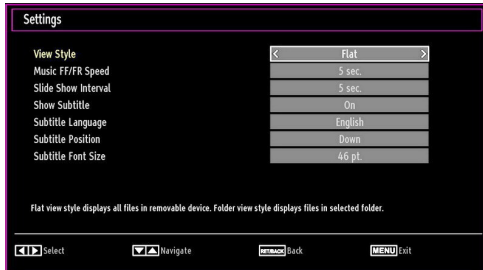 Settings
View Style < Flat >
Music FF/FR Speed 5 sec.
Slide Show Interval 5 sec.
Show Subtitle On
Subtitle Language English
Subtitle Position Down
Subtitle Font Size 46 pt.
Flat view style displays all files in removable device. Folder view style displays files in selected folder.
Select Navigate RET/BACK Back MENU Exit